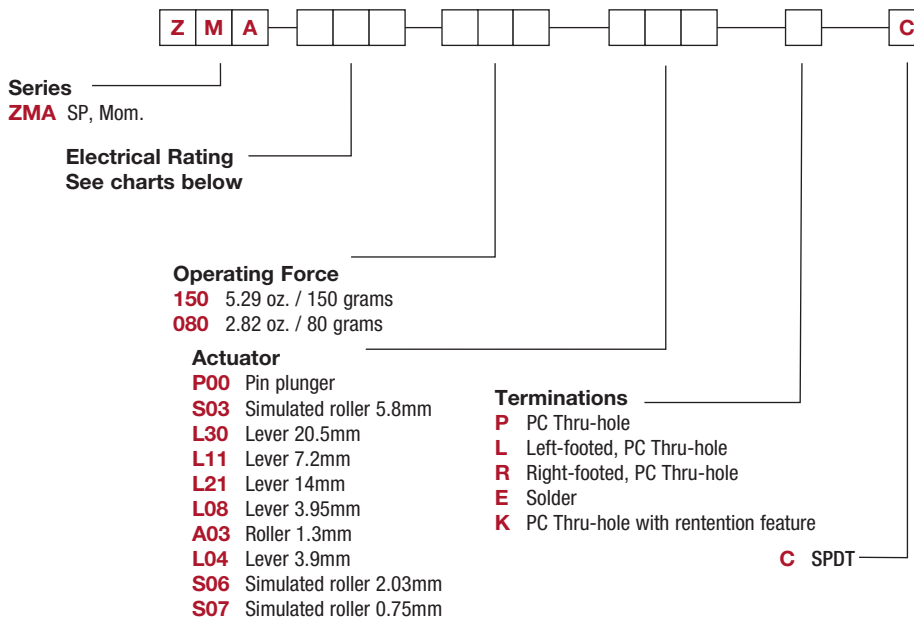 Z M A C
Series
ZMA SP, Mom.
Electrical Rating
See charts below
Operating Force
150 5.29 oz. / 150 grams
080 2.82 oz. / 80 grams
Actuator
P00 Pin plunger
S03 Simulated roller 5.8mm
L30 Lever 20.5mm
L11 Lever 7.2mm
L21 Lever 14mm
L08 Lever 3.95mm
A03 Roller 1.3mm
L04 Lever 3.9mm
S06 Simulated roller 2.03mm
S07 Simulated roller 0.75mm
Terminations
P PC Thru-hole
L Left-footed, PC Thru-hole
R Right-footed, PC Thru-hole
E Solder
K PC Thru-hole with rentention feature
C SPDT